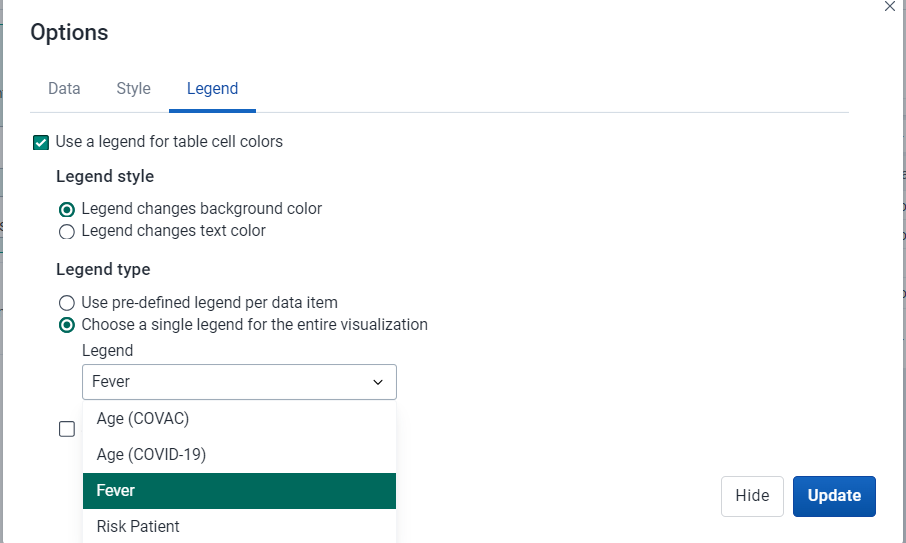 Options
Data Style Legend
Use a legend for table cell colors
Legend style
Legend changes background color
Legend changes text color
Legend type
Use pre-defined legend per data item
Choose a single legend for the entire visualization
Legend
Fever
Age (COVAC)
Age (COVID-19)
Fever
Risk Patient
Hide Update